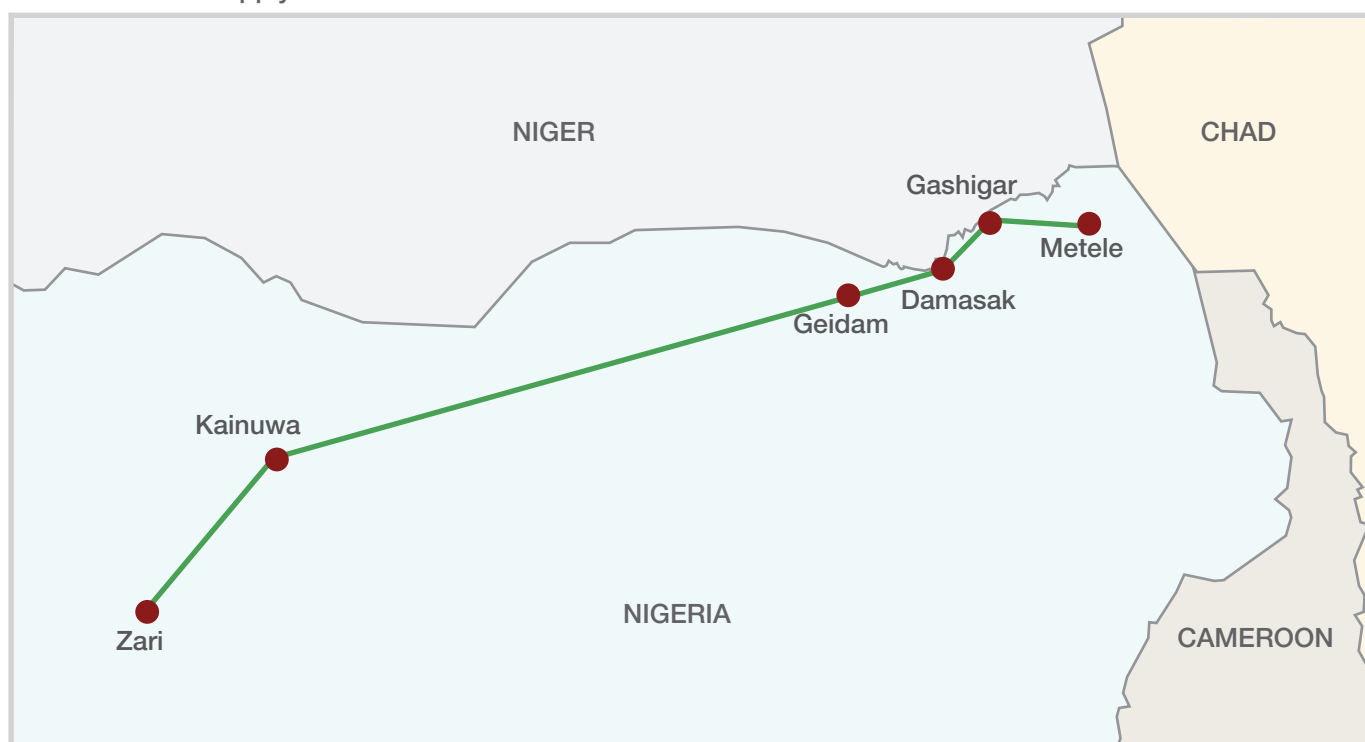 NIGER
CHAD
Gashigar
Metele
Damasak
Geidam
Kainuwa
NIGERIA
Zari
CAMEROON